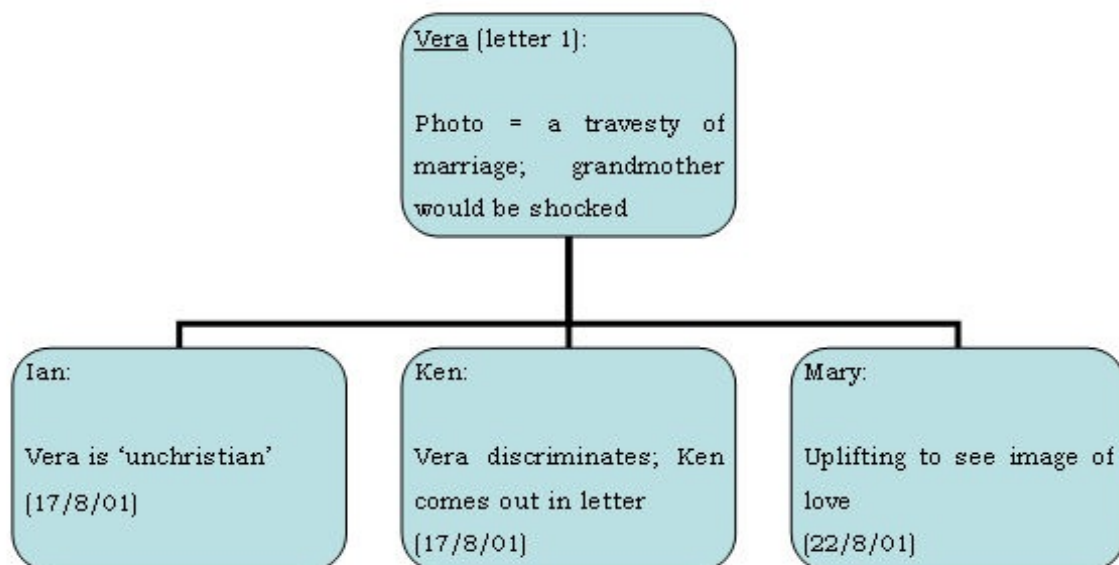 Vera (letter 1):
Photo = a travesty of
marriage; grandmother
would be shocked
Ian:
Vera is ‘unchristian’
(17/8/01)
Ken:
Vera discriminates; Ken
comes out in letter
(17/8/01)
Mary:
Uplifting to see image of
love
(22/8/01)